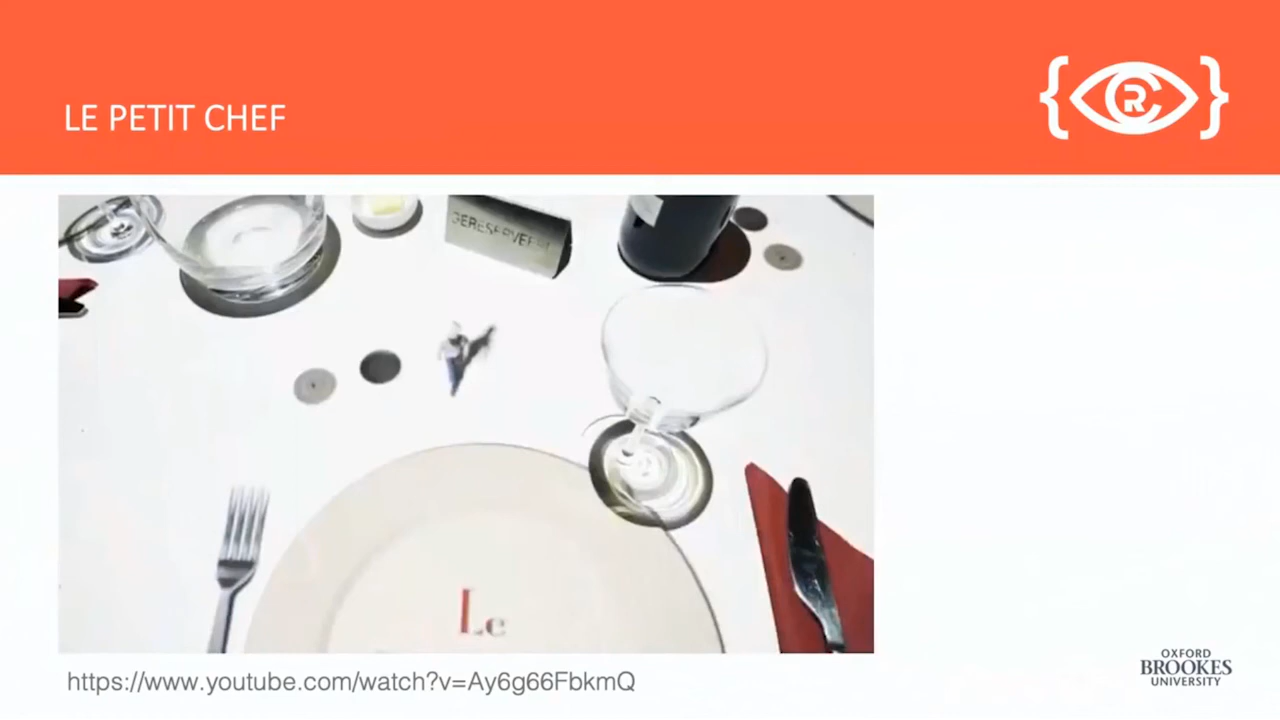 LE PETIT CHEF
GERESERVEERD
Le
https://www.youtube.com/watch?v=Ay6g66FbkmQ
OXFORD
BROOKES
UNIVERSITY